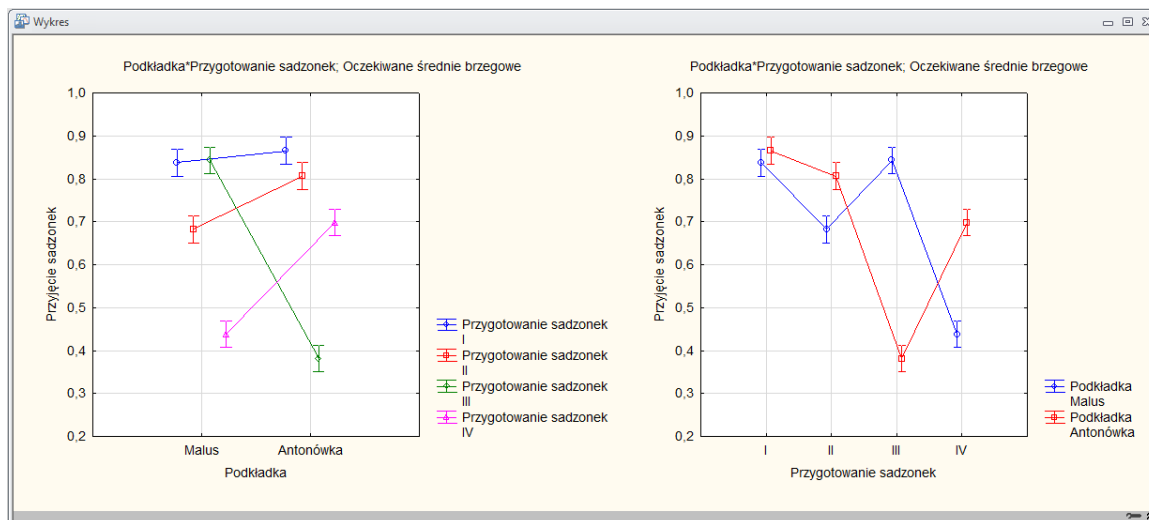 Wykres
Podkładka*Przygotowanie sadzonek; Oczekiwane średnie brzegowe
1,0
0,9
0,8
0,7
0,6
0,5
0,4
0,3
0,2
Przyjęcie sadzonek
Malus
Antonówka
Podkładka
Przygotowanie sadzonek
I
Przygotowanie sadzonek
II
Przygotowanie sadzonek
III
Przygotowanie sadzonek
IV
Podkładka*Przygotowanie sadzonek; Oczekiwane średnie brzegowe
1,0
0,9
0,8
0,7
0,6
0,5
0,4
0,3
0,2
Przyjęcie sadzonek
I
II
III
IV
Przygotowanie sadzonek
Podkładka
Malus
Podkładka
Antonówka